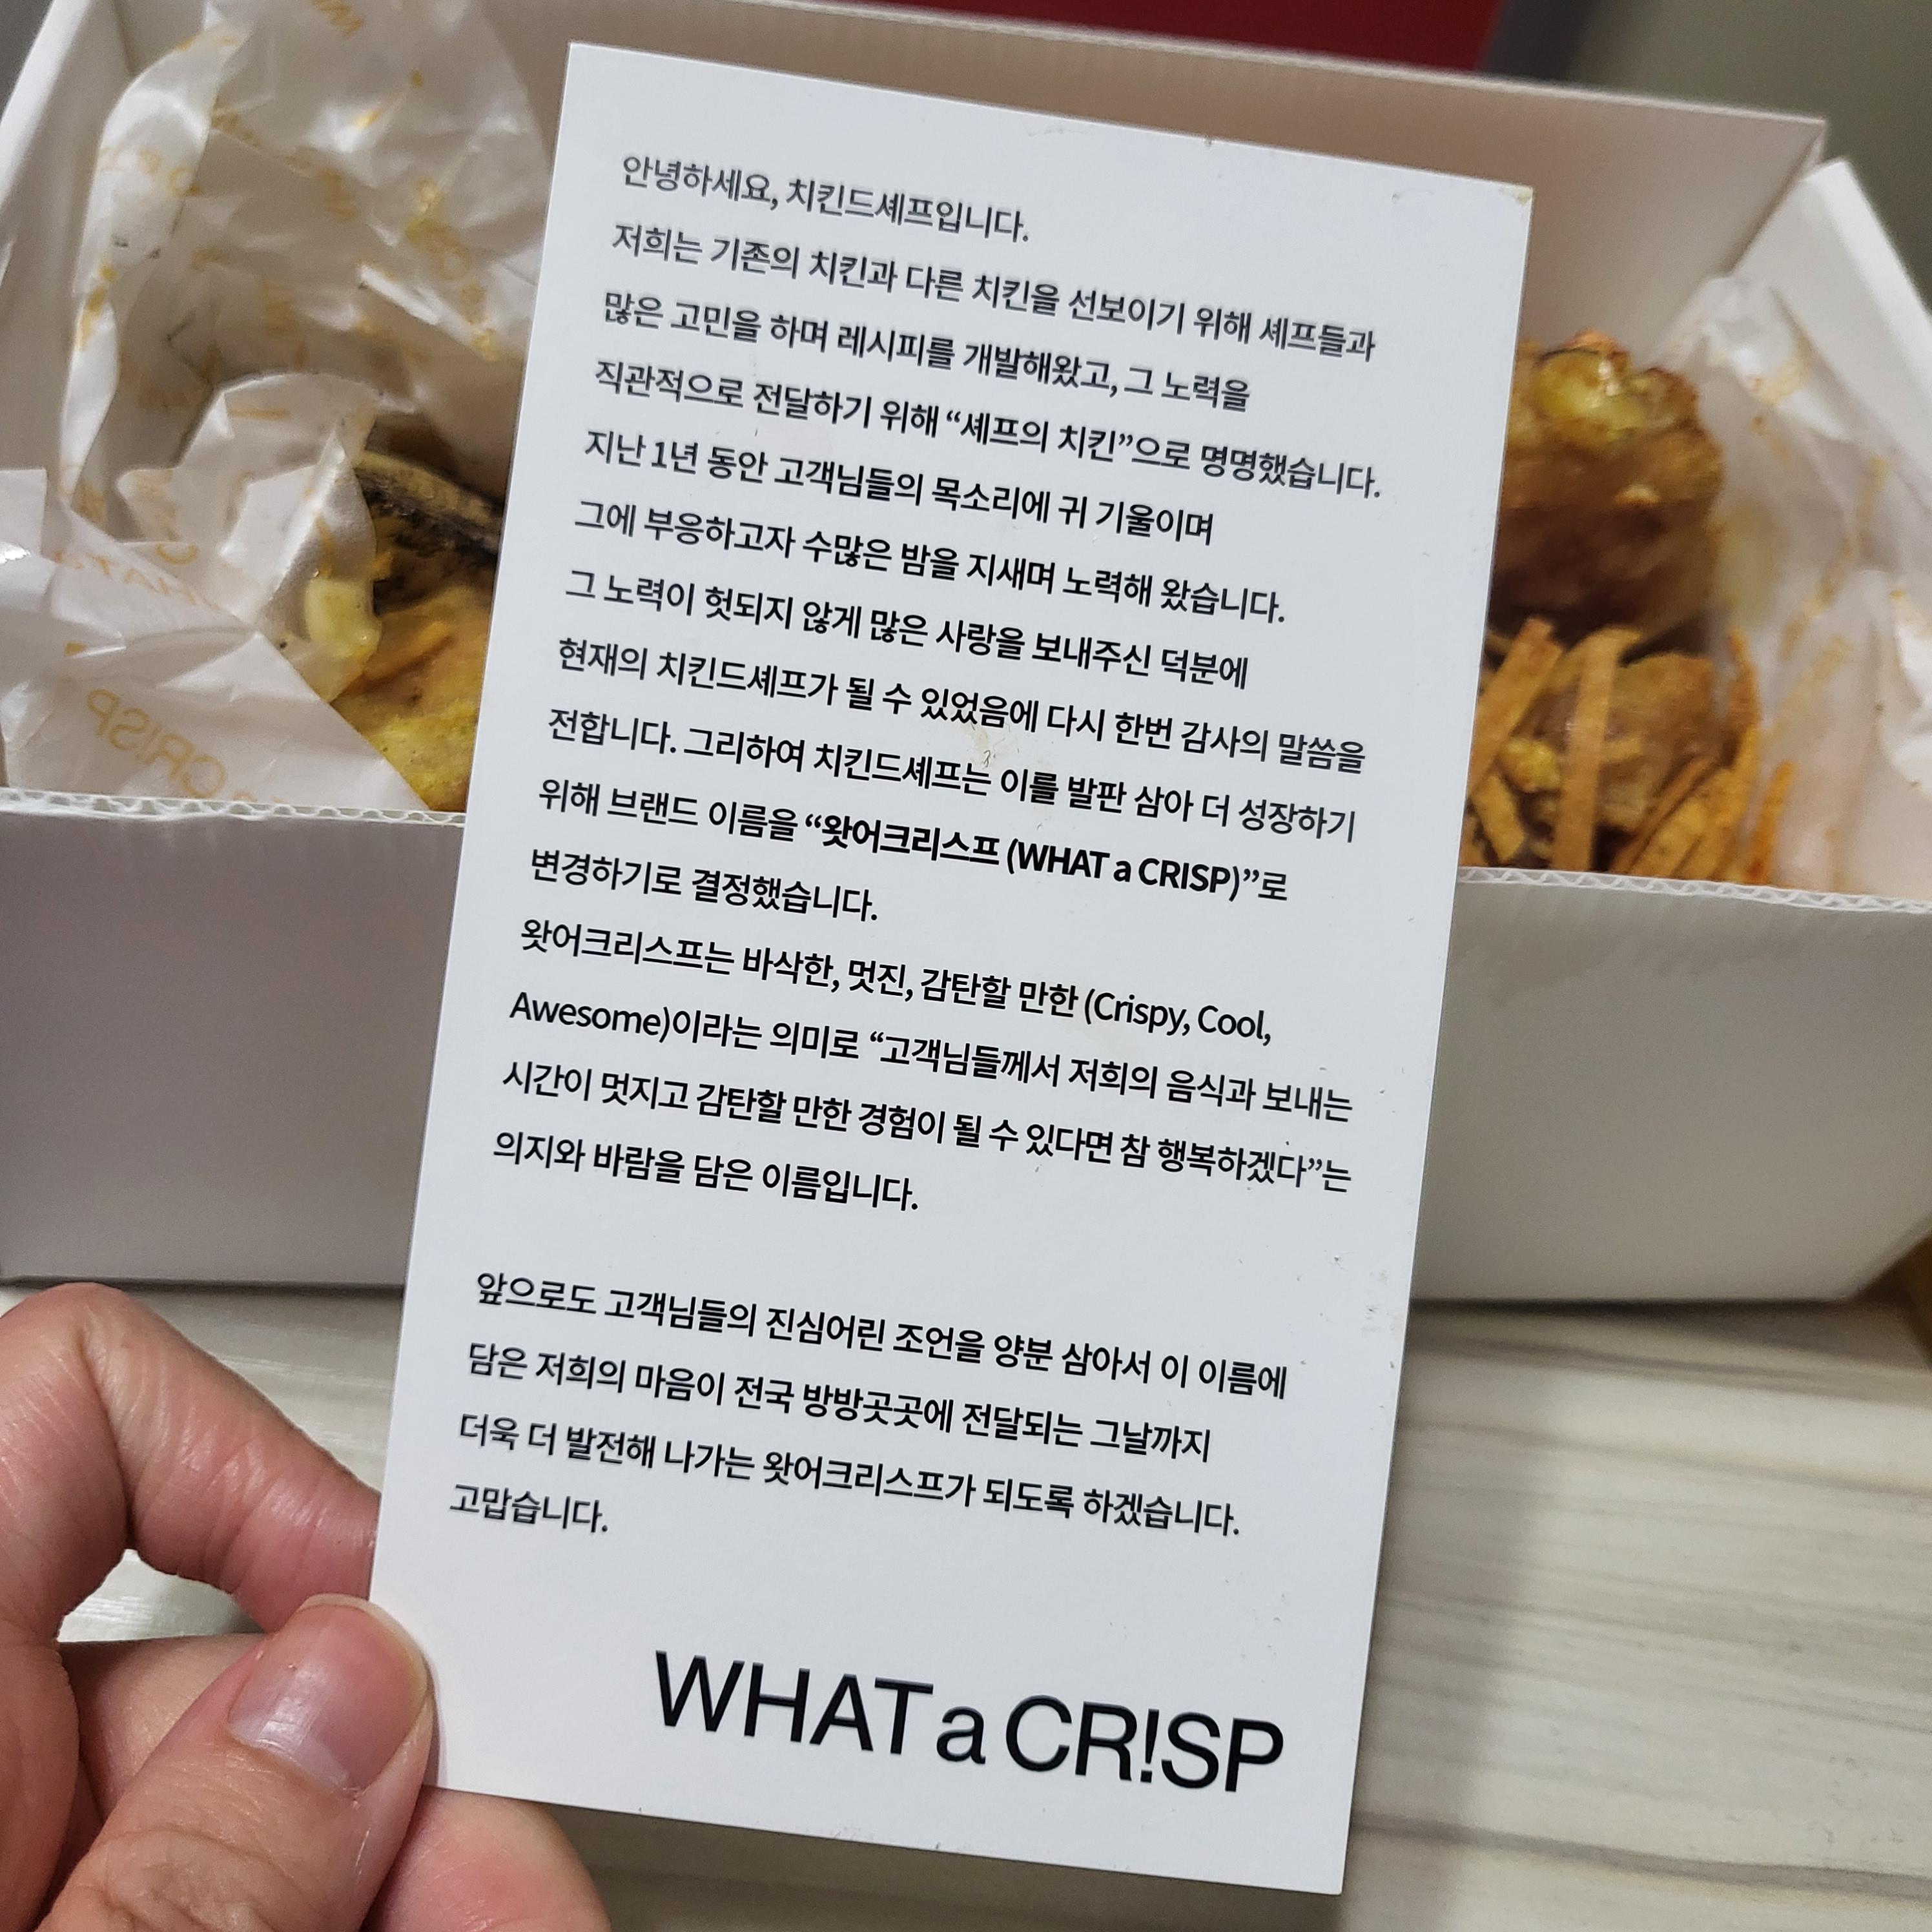 안녕하세요, 치킨드셰프입니다.
저희는 기존의 치킨과 다른 치킨을 선보이기 위해 셰프들과
많은 고민을 하며 레시피를 개발해왔고, 그 노력을
직관적으로 전달하기 위해 “셰프의 치킨”으로 명명했습니다.
지난 1년 동안 고객님들의 목소리에 귀 기울이며
그에 부응하고자 수많은 밤을 지새며 노력해 왔습니다.
그 노력이 헛되지 않게 많은 사랑을 보내주신 덕분에
현재의 치킨드셰프가 될 수 있었음에 다시 한번 감사의 말씀을
전합니다. 그리하여 치킨드셰프는 이를 발판 삼아 더 성장하기
위해 브랜드 이름을 “왓어크리스프 (WHAT a CRISP)”로
변경하기로 결정했습니다.
왓어크리스프는 바삭한, 멋진, 감탄할 만한 (Crispy, Cool,
Awesome)이라는 의미로 “고객님들께서 저희의 음식과 보내는
시간이 멋지고 감탄할 만한 경험이 될 수 있다면 참 행복하겠다”는
의지와 바람을 담은 이름입니다.
앞으로도 고객님들의 진심어린 조언을 양분 삼아서 이 이름에
담은 저희의 마음이 전국 방방곳곳에 전달되는 그날까지
더욱 더 발전해 나가는 왓어크리스프가 되도록 하겠습니다.
고맙습니다.
WHAT a CR!SP
CR!SP
CR!SP